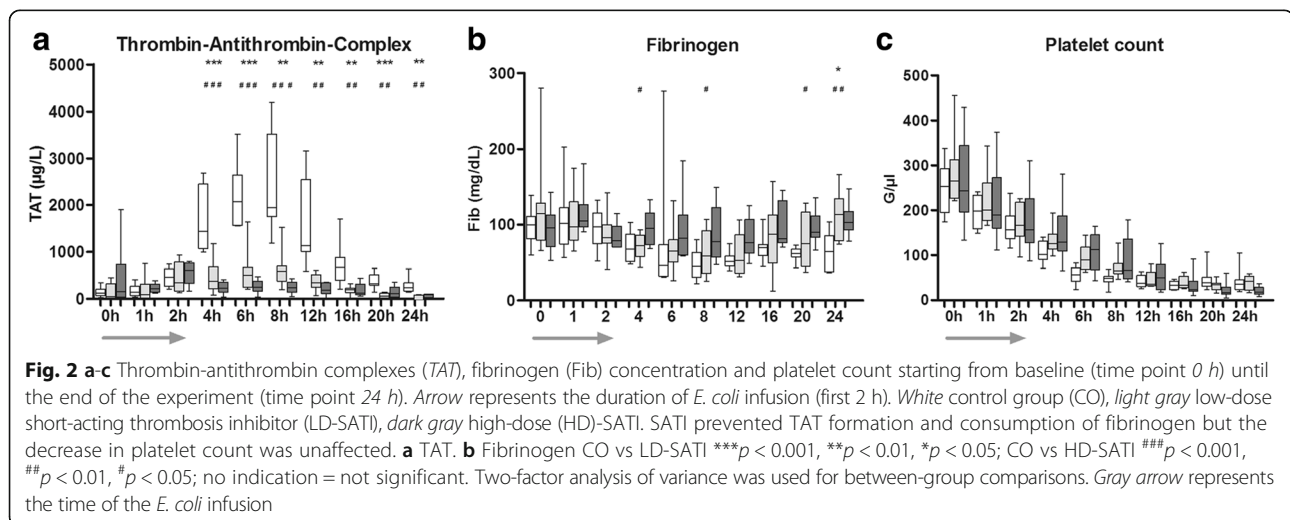 a Thrombin-Antithrombin-Complex
5000
4000
3000
2000
1000
0
TAT (µg/L)
*** *** ** ** ** *** **
### ### ## # ## ## ## ##
0h 1h 2h 4h 6h 8h 12h 16h 20h 24h
b Fibrinogen
300
200
100
0
Fib (mg/dL)
*
# # # ##
0 1 2 4 6 8 12 16 20 24
c Platelet count
500
400
300
200
100
0
G/µl
0h 1h 2h 4h 6h 8h 12h 16h 20h 24h
Fig. 2 a-c Thrombin-antithrombin complexes (TAT), fibrinogen (Fib) concentration and platelet count starting from baseline (time point 0 h) until
the end of the experiment (time point 24 h). Arrow represents the duration of E. coli infusion (first 2 h). White control group (CO), light gray low-dose
short-acting thrombosis inhibitor (LD-SATI), dark gray high-dose (HD)-SATI. SATI prevented TAT formation and consumption of fibrinogen but the
decrease in platelet count was unaffected. a TAT. b Fibrinogen CO vs LD-SATI ***p < 0.001, **p < 0.01, *p < 0.05; CO vs HD-SATI ###p < 0.001,
##p < 0.01, #p < 0.05; no indication = not significant. Two-factor analysis of variance was used for between-group comparisons. Gray arrow represents
the time of the E. coli infusion